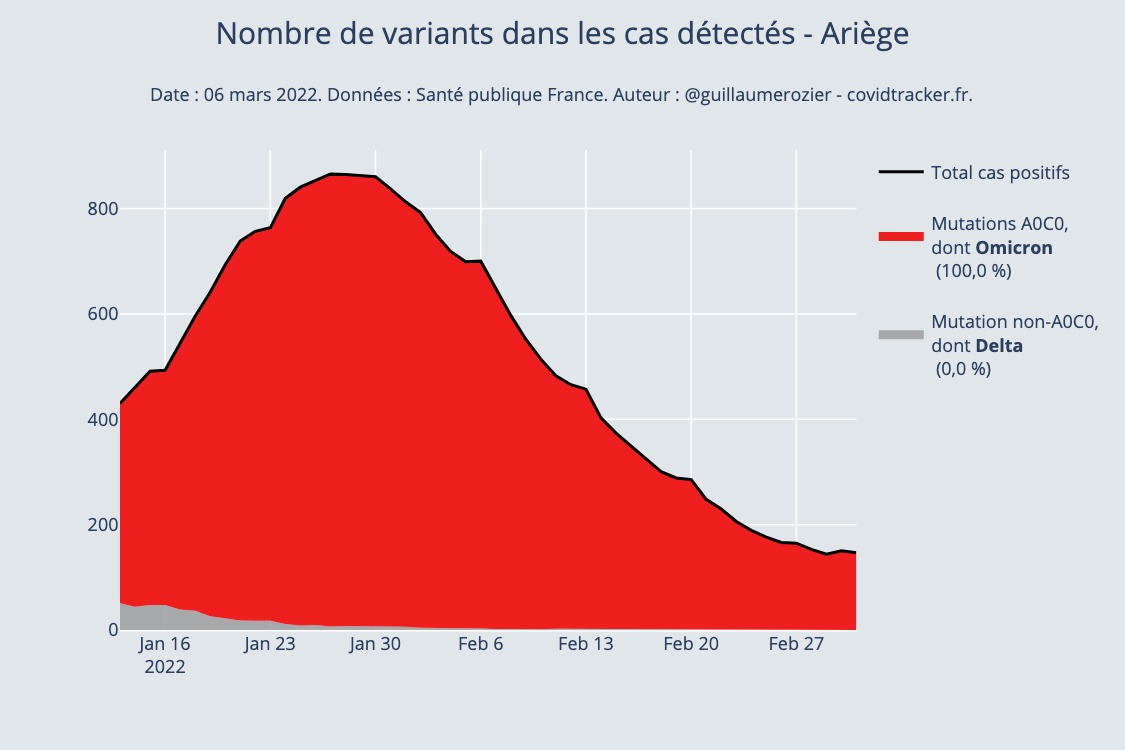 Nombre de variants dans les cas détectés - Ariège
Date : 06 mars 2022. Données : Santé publique France. Auteur : @guillaumerozier - covidtracker.fr.
Total cas positifs
Mutations A0C0,
dont Omicron
(100,0 %)
Mutation non-A0C0,
dont Delta
(0,0 %)
800
600
400
200
0
Jan 16 Jan 23 Jan 30 Feb 6 Feb 13 Feb 20 Feb 27
2022